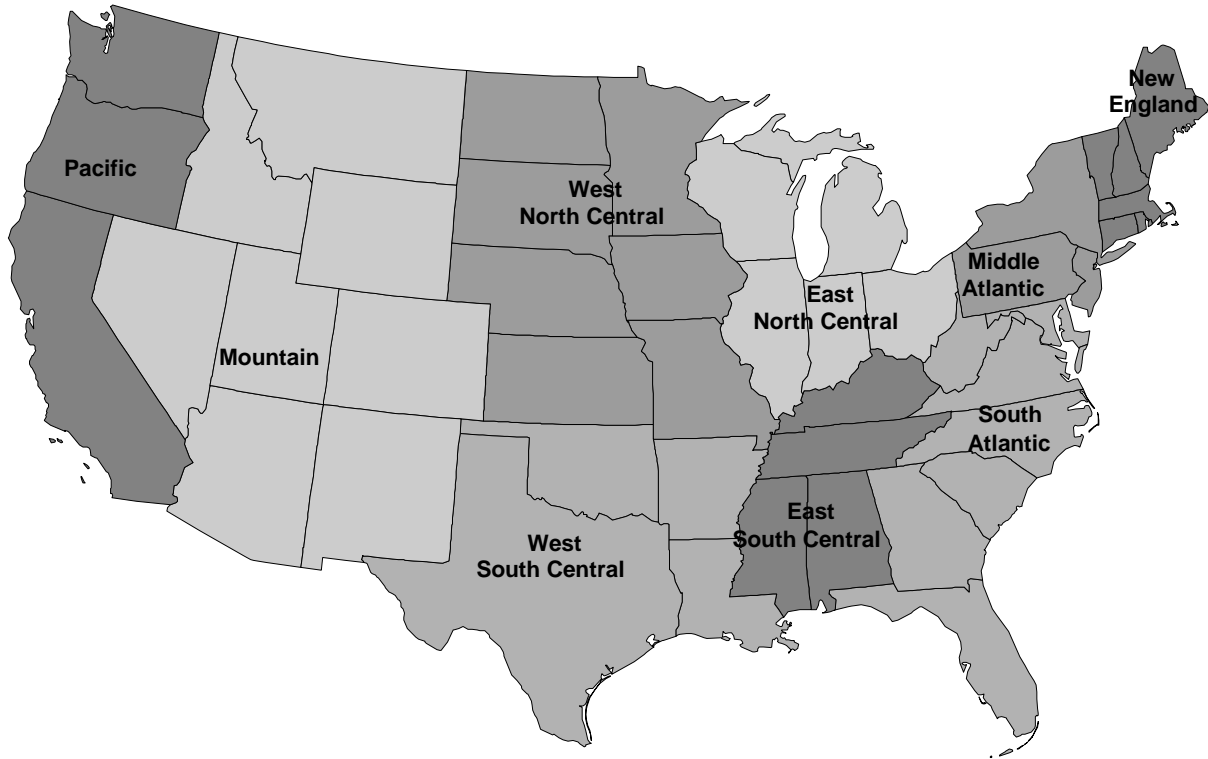 New
England
Pacific
West
North Central
Middle
Atlantic
East
North Central
Mountain
South
Atlantic
East
South Central
West
South Central